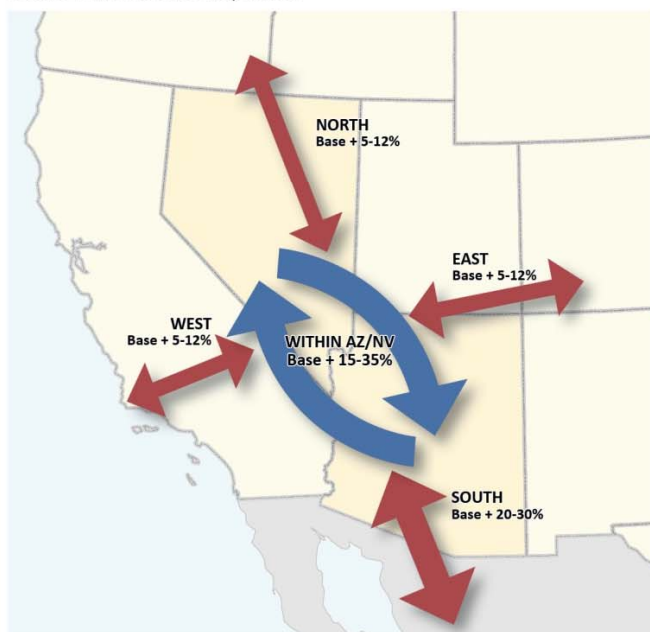 NORTH
Base + 5-12%
EAST
Base + 5-12%
WEST
Base + 5-12%
WITHIN AZ/NV
Base + 15-35%
SOUTH
Base + 20-30%